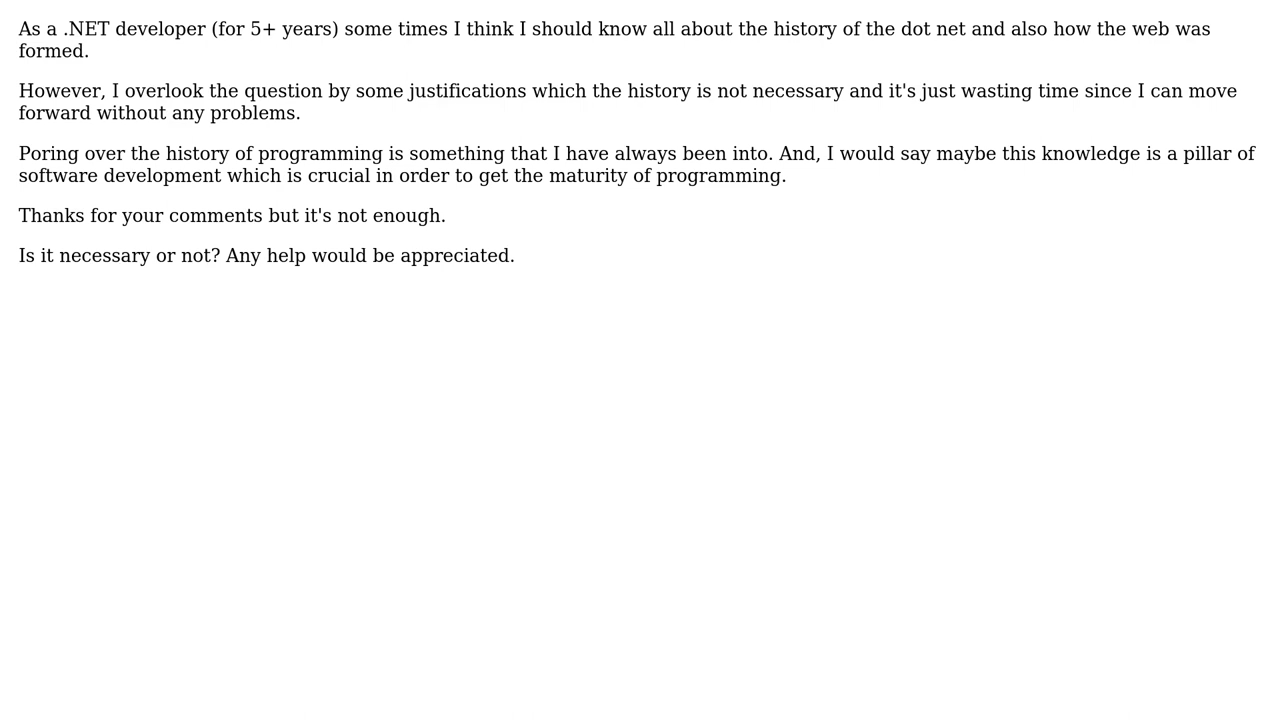 As a .NET developer (for 5+ years) some times I think I should know all about the history of the dot net and also how the web was
formed.
However, I overlook the question by some justifications which the history is not necessary and it's just wasting time since I can move
forward without any problems.
Poring over the history of programming is something that I have always been into. And, I would say maybe this knowledge is a pillar of
software development which is crucial in order to get the maturity of programming.
Thanks for your comments but it's not enough.
Is it necessary or not? Any help would be appreciated.